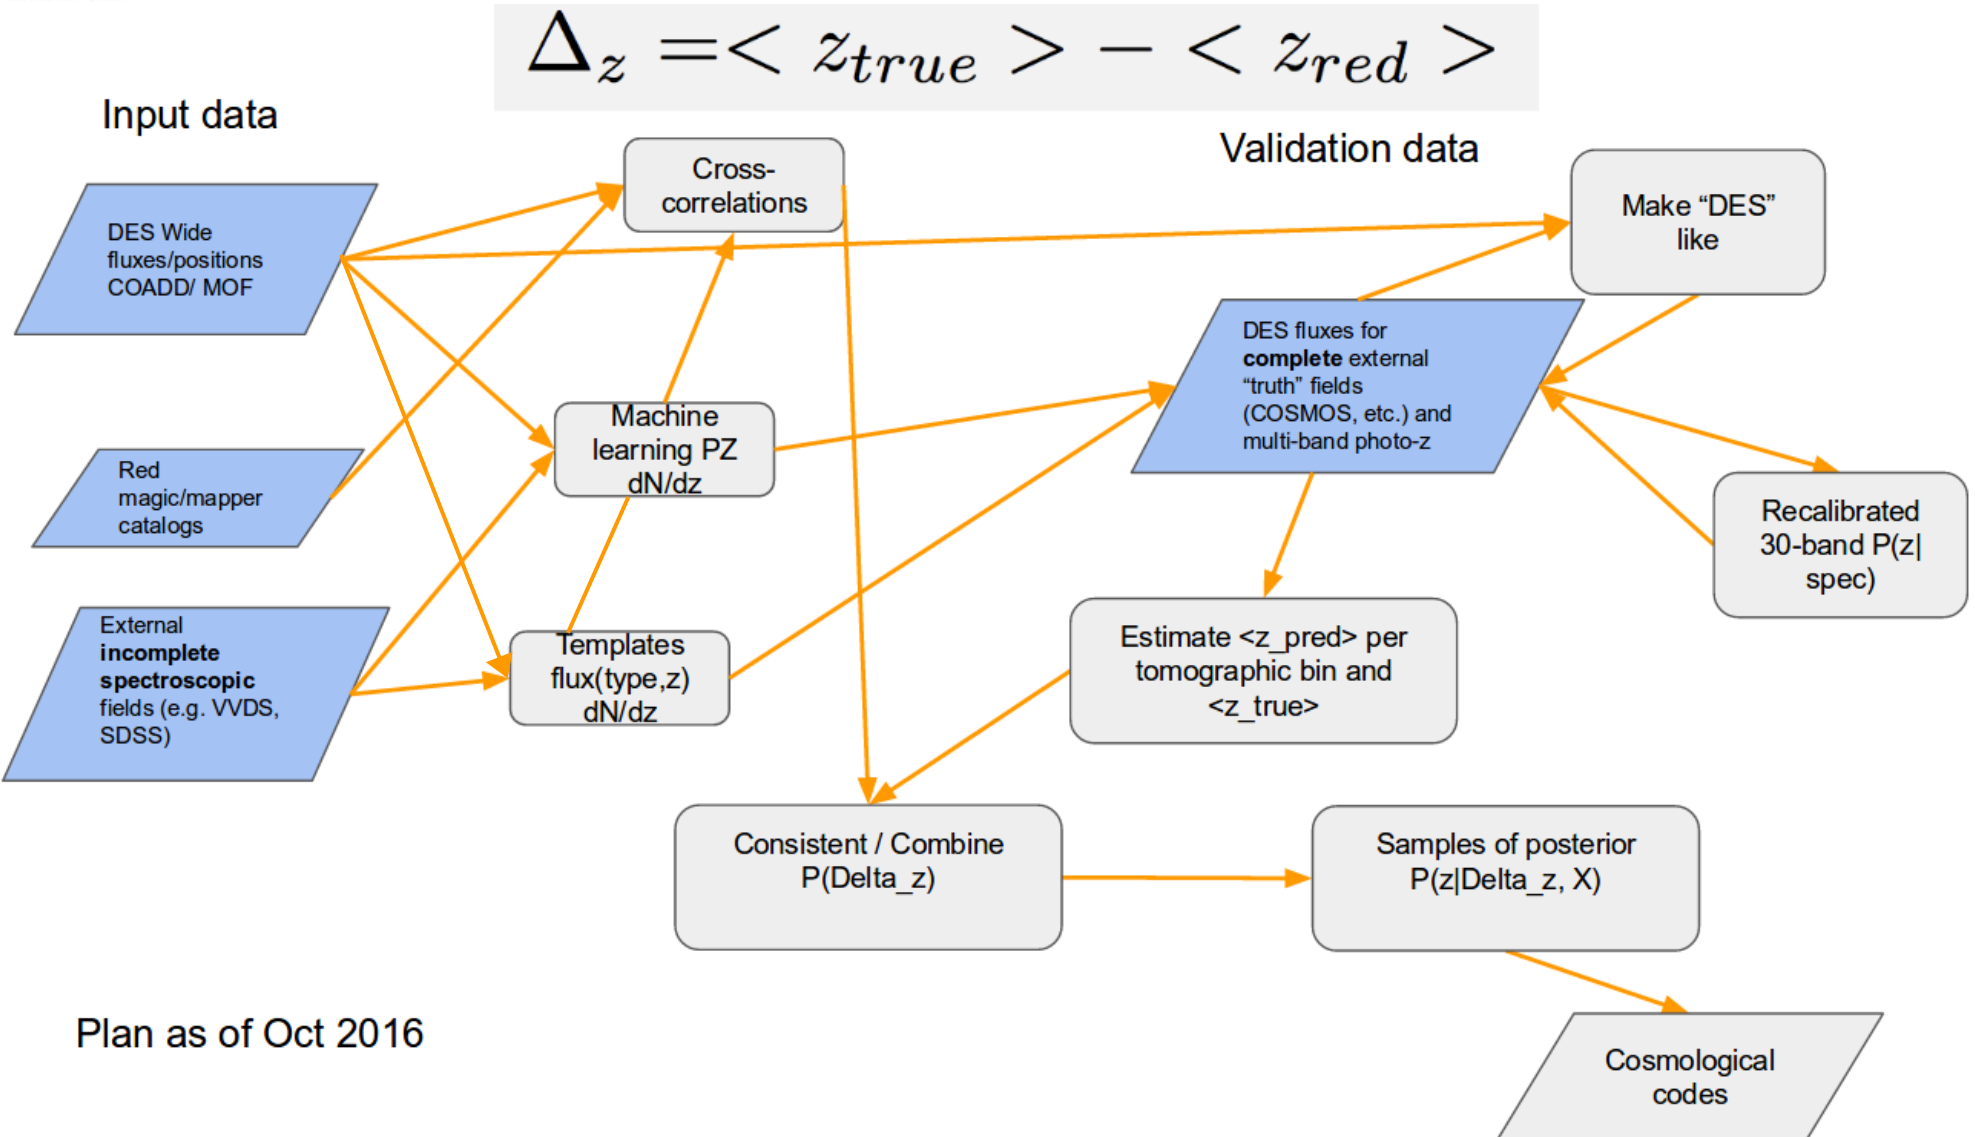 Δz =< ztrue > − < zred >
Input data
Validation data
Cross-
correlations
Make “DES”
like
DES Wide
fluxes/positions
COADD/ MOF
DES fluxes for
complete external
“truth” fields
(COSMOS, etc.) and
multi-band photo-z
Machine
learning PZ
dN/dz
Red
magic/mapper
catalogs
Recalibrated
30-band P(z|
spec)
External
incomplete
spectroscopic
fields (e.g. VVDS,
SDSS)
Templates
flux(type,z)
dN/dz
Estimate <z_pred> per
tomographic bin and
<z_true>
Consistent / Combine
P(Delta_z)
Samples of posterior
P(z|Delta_z, X)
Plan as of Oct 2016
Cosmological
codes